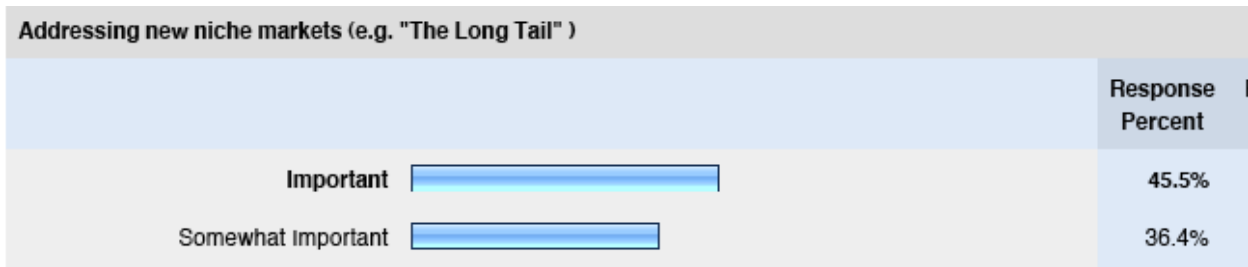 Addressing new niche markets (e.g. "The Long Tail" )
Response
Percent
Important 45.5%
Somewhat Important 36.4%